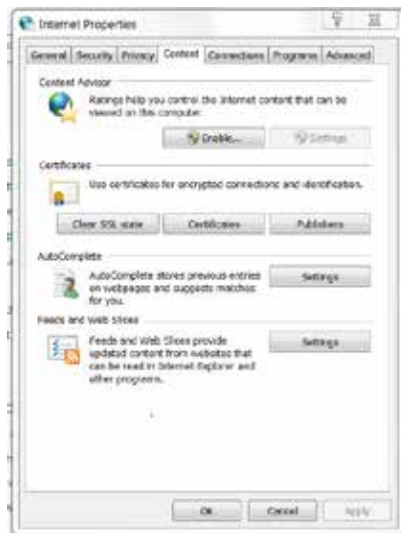 Internet Properties
General Security Privacy Content Connections Programs Advanced
Content Advisor
Ratings help you control the Internet content that can be
viewed on this computer.
Enable... Settings
Certificates
Use certificates for encrypted connections and identification.
Clear SSL state Certificates Publishers
AutoComplete
AutoComplete stores previous entries
on webpages and suggests matches
for you.
Settings
Feeds and Web Slices
Feeds and Web Slices provide
updated content from websites that
can be read in Internet Explorer and
other programs.
Settings
OK Cancel Apply